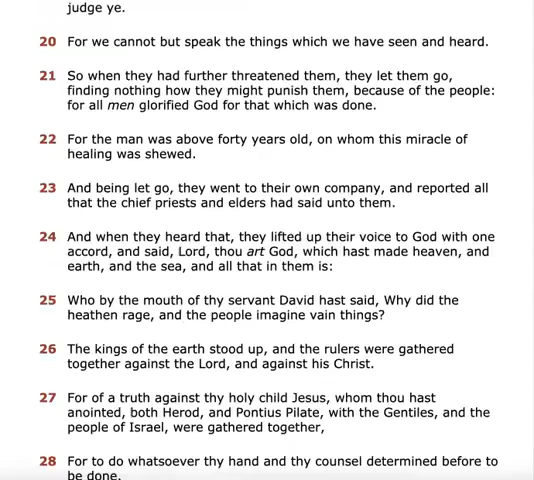 judge ye.
20 For we cannot but speak the things which we have seen and heard.
21 So when they had further threatened them, they let them go,
finding nothing how they might punish them, because of the people:
for all men glorified God for that which was done.
22 For the man was above forty years old, on whom this miracle of
healing was shewed.
23 And being let go, they went to their own company, and reported all
that the chief priests and elders had said unto them.
24 And when they heard that, they lifted up their voice to God with one
accord, and said, Lord, thou art God, which hast made heaven, and
earth, and the sea, and all that in them is:
25 Who by the mouth of thy servant David hast said, Why did the
heathen rage, and the people imagine vain things?
26 The kings of the earth stood up, and the rulers were gathered
together against the Lord, and against his Christ.
27 For of a truth against thy holy child Jesus, whom thou hast
anointed, both Herod, and Pontius Pilate, with the Gentiles, and the
people of Israel, were gathered together,
28 For to do whatsoever thy hand and thy counsel determined before to
be done.